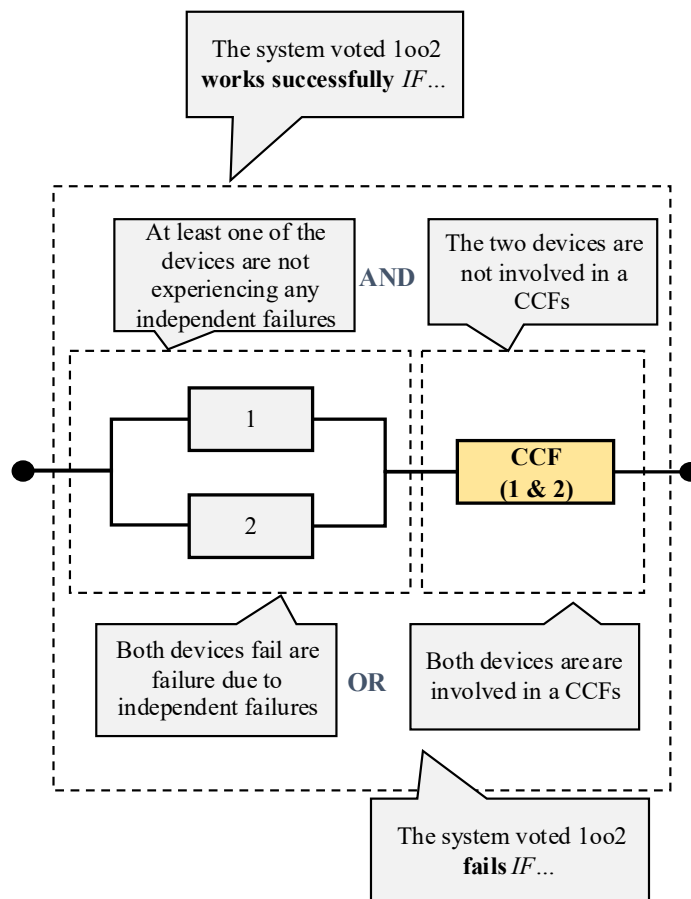 The system voted 1oo2
works successfully IF…
At least one of the
devices are not
experiencing any
independent failures
AND
The two devices are
not involved in a
CCFs
1
2
CCF
(1 & 2)
Both devices fail are
failure due to
independent failures
OR
Both devices are are
involved in a CCFs
The system voted 1oo2
fails IF…